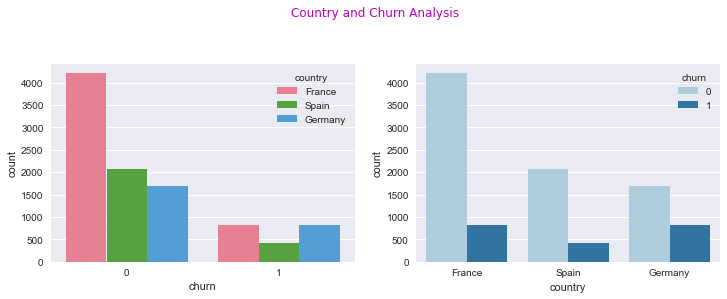 Country and Churn Analysis
count
4000
3500
3000
2500
2000
1500
1000
500
0
country
France
Spain
Germany
0 1
churn
count
4000
3500
3000
2500
2000
1500
1000
500
0
churn
0
1
France Spain Germany
country